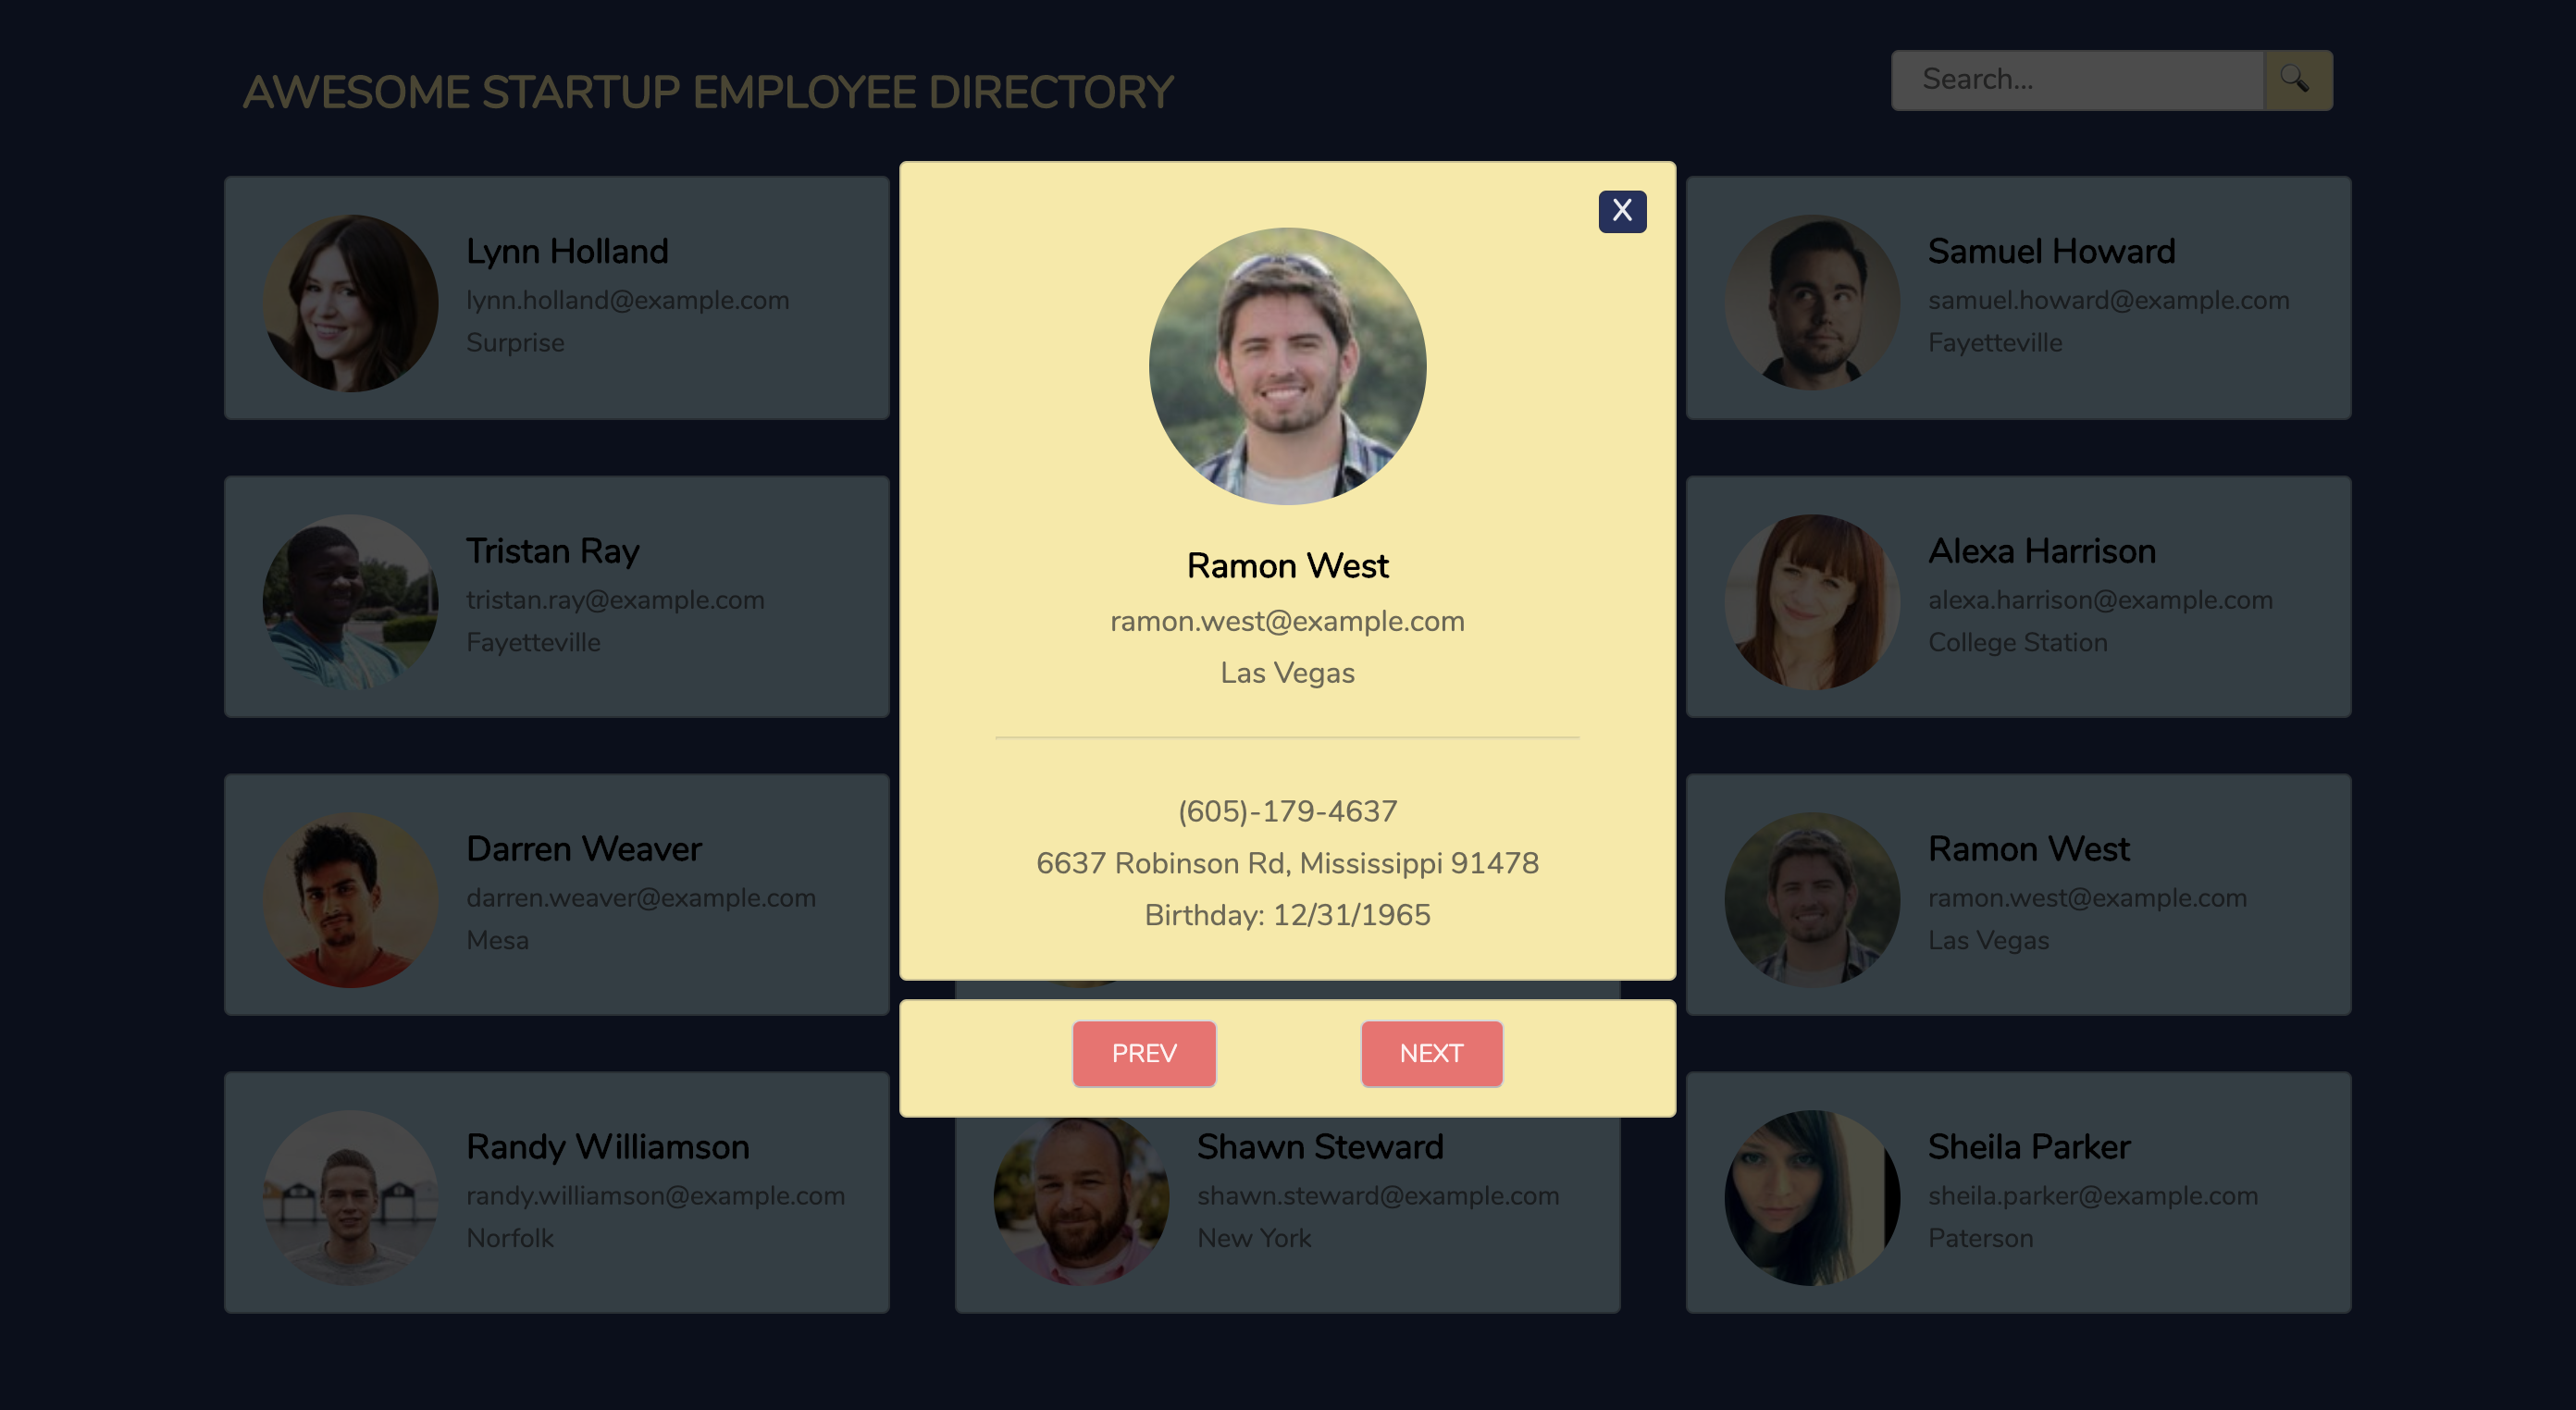 AWESOME STARTUP EMPLOYEE DIRECTORY
Search...
Lynn Holland
lynn.holland@example.com
Surprise
X
Ramon West
ramon.west@example.com
Las Vegas
(605)-179-4637
6637 Robinson Rd, Mississippi 91478
Birthday: 12/31/1965
PREV
NEXT
Samuel Howard
samuel.howard@example.com
Fayetteville
Tristan Ray
tristan.ray@example.com
Fayetteville
Alexa Harrison
alexa.harrison@example.com
College Station
Darren Weaver
darren.weaver@example.com
Mesa
Ramon West
ramon.west@example.com
Las Vegas
Randy Williamson
randy.williamson@example.com
Norfolk
Shawn Steward
shawn.steward@example.com
New York
Sheila Parker
sheila.parker@example.com
Paterson